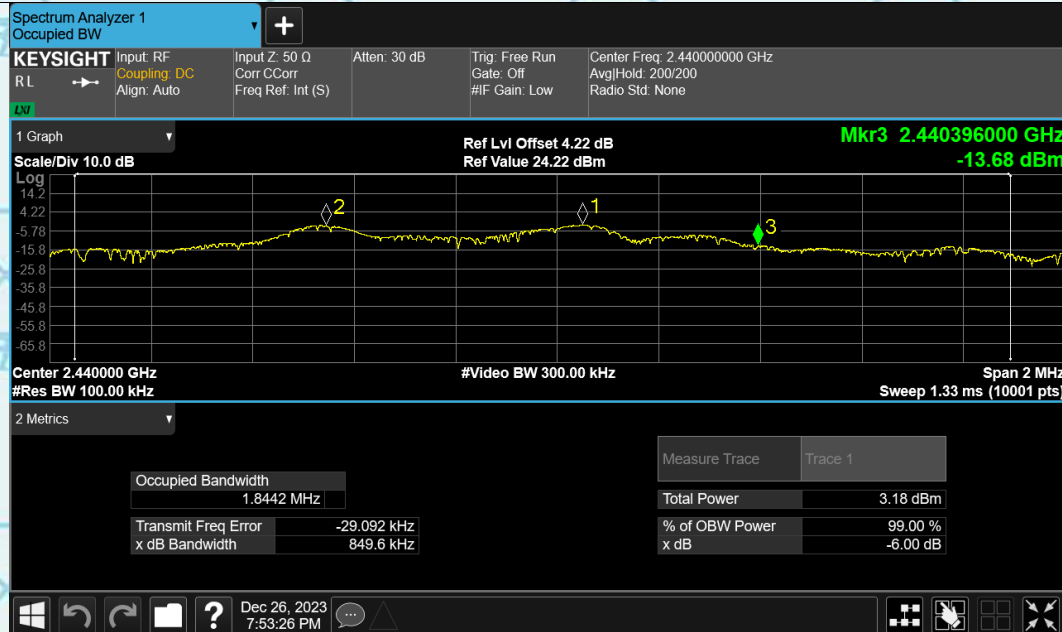 Spectrum Analyzer 1
Occupied BW
+
KEYSIGHT Input: RF Input Z: 50 Ω Atten: 30 dB Trig: Free Run Center Freq: 2.440000000 GHz
RL Coupling: DC Corr CCorr Gate: Off Avg|Hold: 200/200
Align: Auto Freq Ref: Int (S) #IF Gain: Low Radio Std: None
LXI
1 Graph Ref Lvl Offset 4.22 dB Mkr3 2.440396000 GHz
Scale/Div 10.0 dB Ref Value 24.22 dBm -13.68 dBm
Log
14.2
4.22
2
1
-5.78
3
-15.8
-25.8
-35.8
-45.8
-55.8
-65.8
Center 2.440000 GHz #Video BW 300.00 kHz Span 2 MHz
#Res BW 100.00 kHz Sweep 1.33 ms (10001 pts)
2 Metrics
Measure Trace Trace 1
Occupied Bandwidth
1.8442 MHz Total Power 3.18 dBm
Transmit Freq Error -29.092 kHz % of OBW Power 99.00 %
x dB Bandwidth 849.6 kHz x dB -6.00 dB
?
Dec 26, 2023
7:53:26 PM